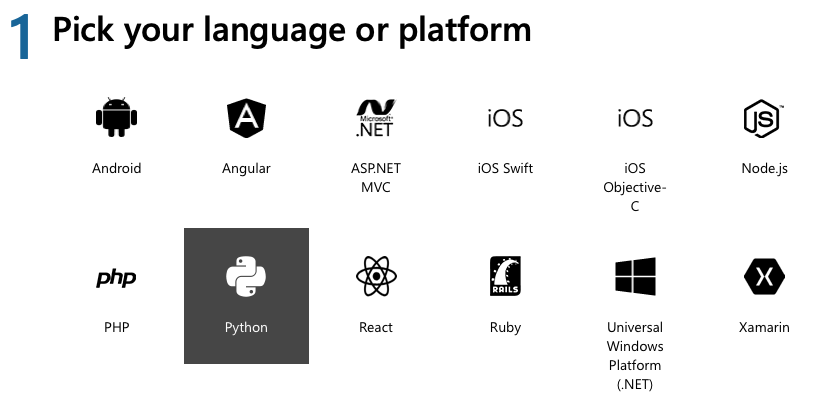 1 Pick your language or platform
Microsoft®
.NET
iOS
iOS
JS™
Android
Angular
ASP.NET
MVC
iOS Swift
iOS
Objective-
C
Node.js
php
RAILS
PHP
Python
React
Ruby
Universal
Windows
Platform
(.NET)
Xamarin